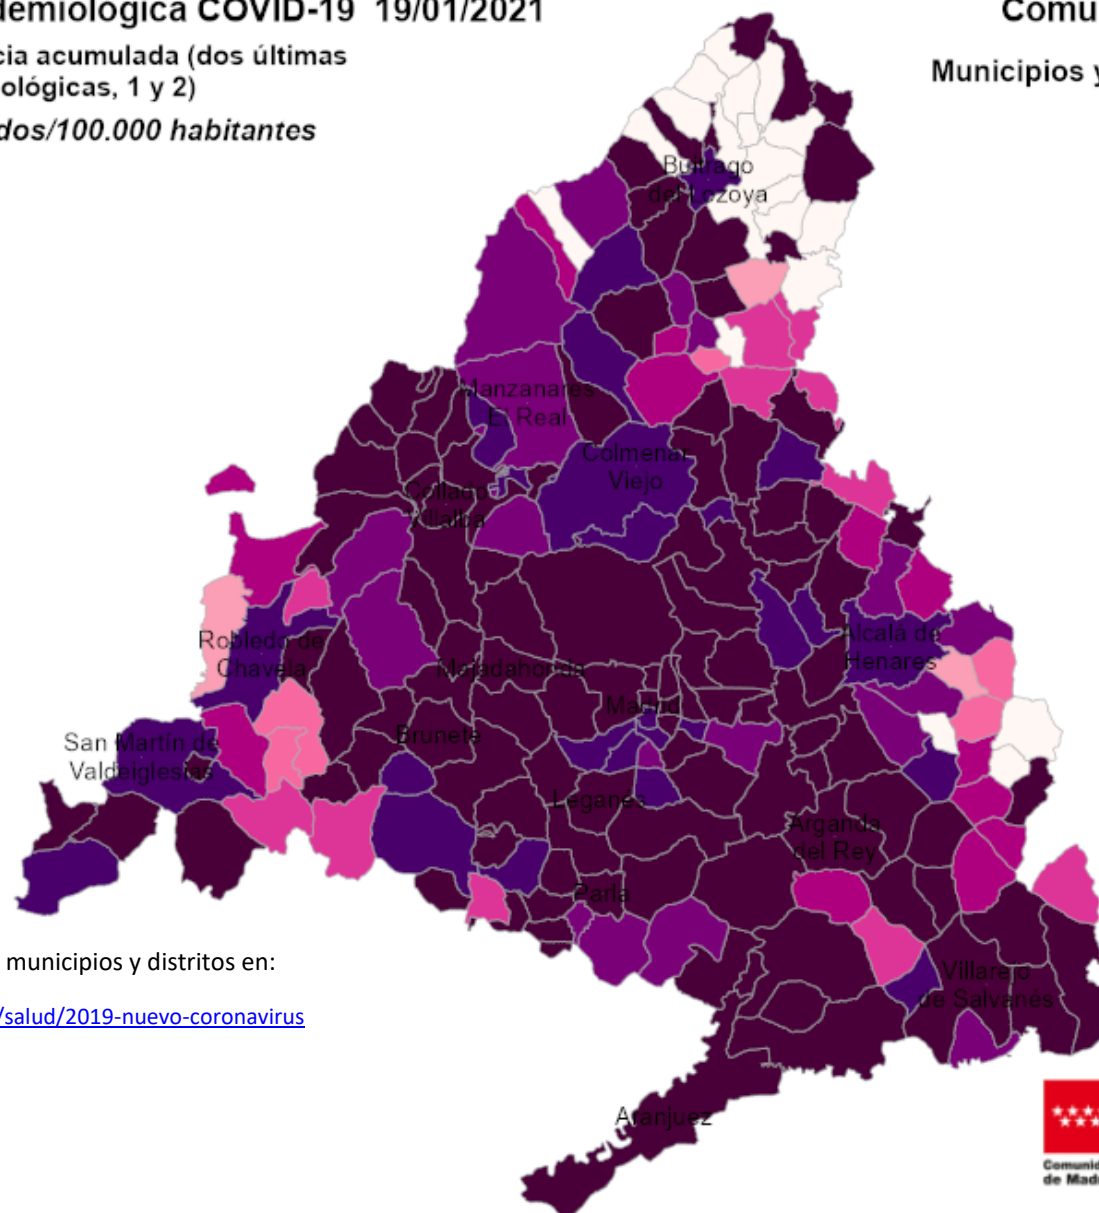 demiológica COVID-19 19/01/2021
cia acumulada (dos últimas
ológicas, 1 y 2)
dos/100.000 habitantes
Comu
Municipios y
Buitrago
del Lozoya
Manzanares
El Real
Colmenar
Viejo
Collado
Villalba
Alcalá de
Henares
Robledo de
Chavela
Majadahonda
Madrid
Brunete
San Martín de
Valdeiglesias
Leganés
Arganda
del Rey
Parla
municipios y distritos en:
Villarejo
de Salvanés
/salud/2019-nuevo-coronavirus
Aranjuez
Comunid
de Madr